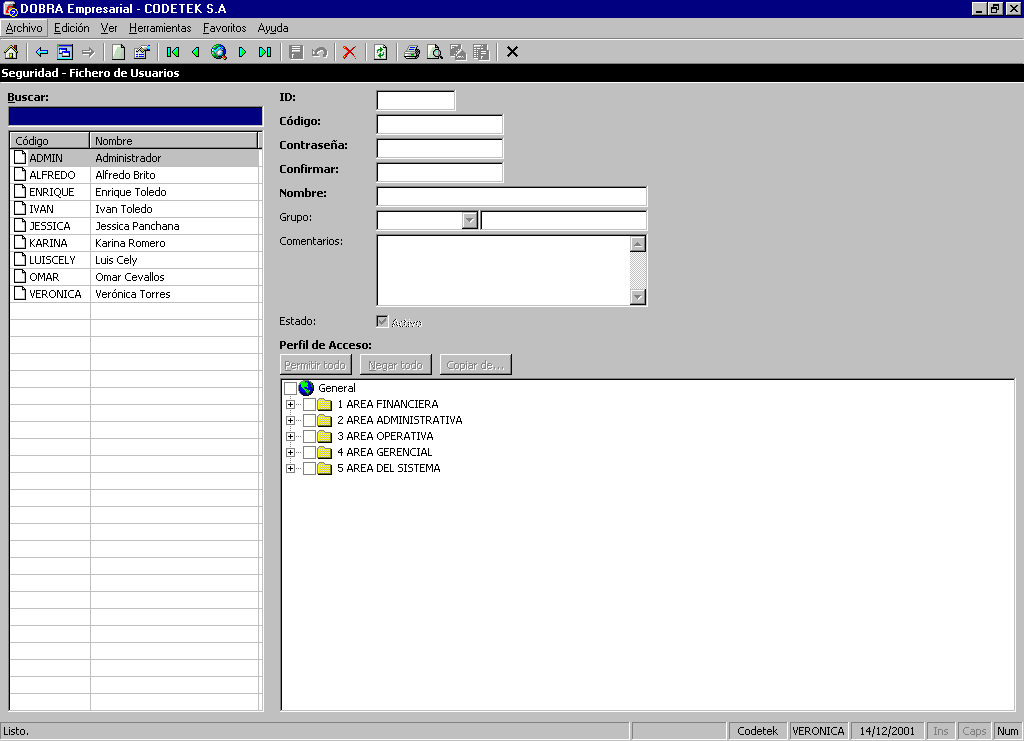 DOBRA Empresarial - CODETEK S.A
Archivo Edición Ver Herramientas Favoritos Ayuda
Seguridad - Fichero de Usuarios
Buscar:
Código Nombre
ADMIN Administrador
ALFREDO Alfredo Brito
ENRIQUE Enrique Toledo
IVAN Ivan Toledo
JESSICA Jessica Panchana
KARINA Karina Romero
LUISCELY Luis Cely
OMAR Omar Cevallos
VERONICA Verónica Torres
ID:
Código:
Contraseña:
Confirmar:
Nombre:
Grupo:
Comentarios:
Estado: Activo
Perfil de Acceso:
Permitir todo Negar todo Copiar de...
General
1 AREA FINANCIERA
2 AREA ADMINISTRATIVA
3 AREA OPERATIVA
4 AREA GERENCIAL
5 AREA DEL SISTEMA
Listo. Codetek VERONICA 14/12/2001 Ins Caps Num